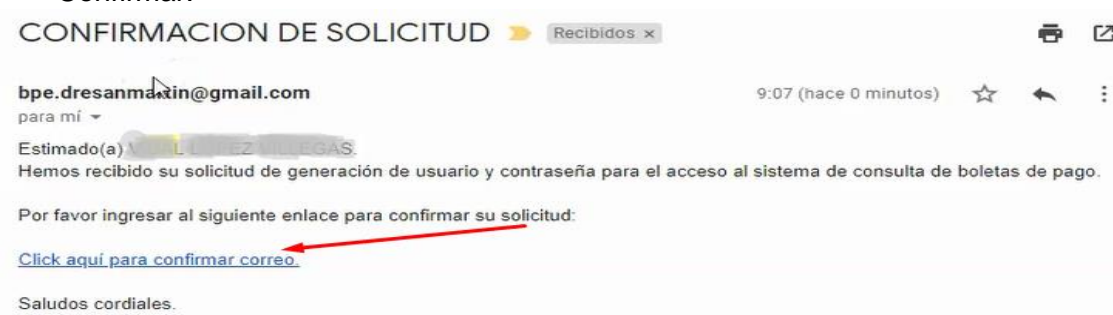 Confirmar.
CONFIRMACION DE SOLICITUD Recibidos x
bpe.dresanmartin@gmail.com 9:07 (hace 0 minutos)
para mí
Estimado(a)
Hemos recibido su solicitud de generación de usuario y contraseña para el acceso al sistema de consulta de boletas de pago.
Por favor ingresar al siguiente enlace para confirmar su solicitud:
Click aquí para confirmar correo.
Saludos cordiales.